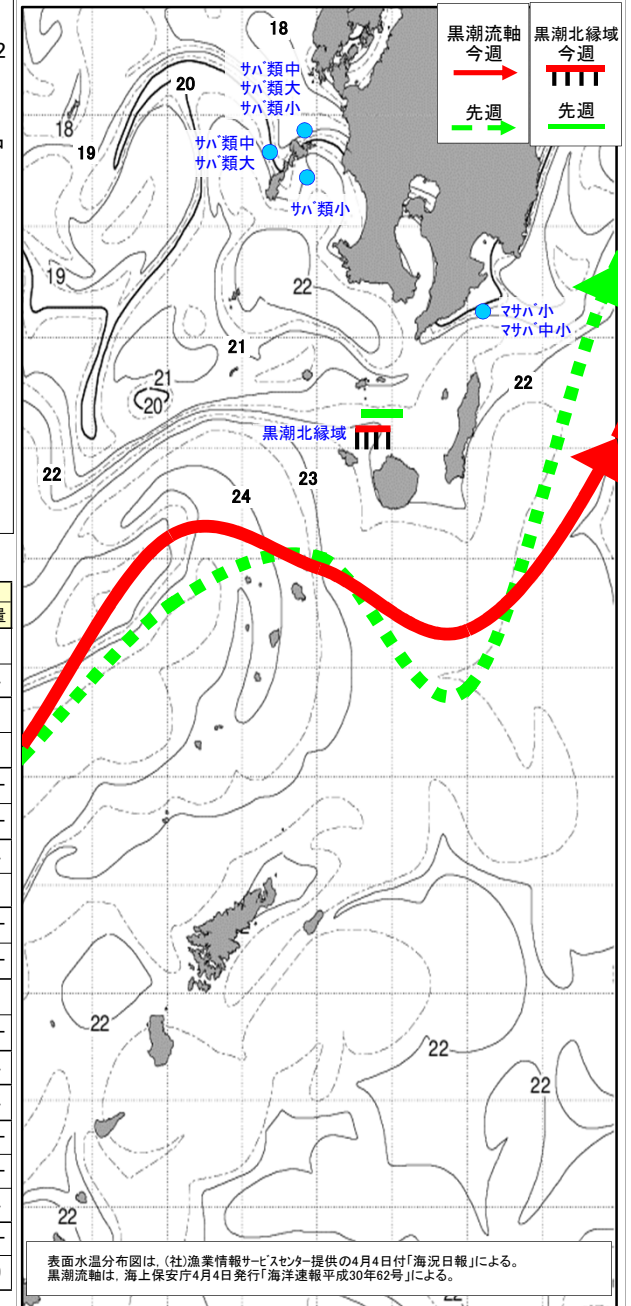 黒潮流軸
今週
先週
黒潮北縁域
今週
先週
18
サバ類中
サバ類大
サバ類小
20
18
サバ類中
サバ類大
19
サバ類小
19
22
マサバ小
マサバ中小
21
22
21
20
黒潮北縁域
22
23
24
22
22
22
22
表面水温分布図は,(社)漁業情報サービスセンター提供の4月4日付「海況日報」による。
黒潮流軸は,海上保安庁4月4日発行「海洋速報平成30年62号」による。